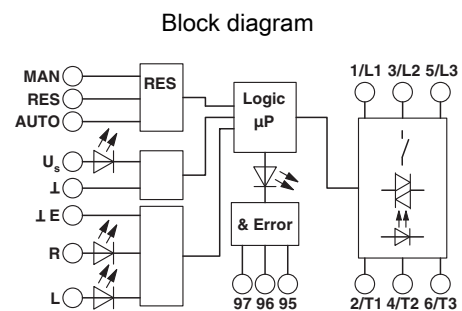 Block diagram
MAN
RES
AUTO
RES
Us
⊥
⊥ E
R
L
Logic
µP
& Error
97 96 95
1/L1 3/L2 5/L3
2/T1 4/T2 6/T3